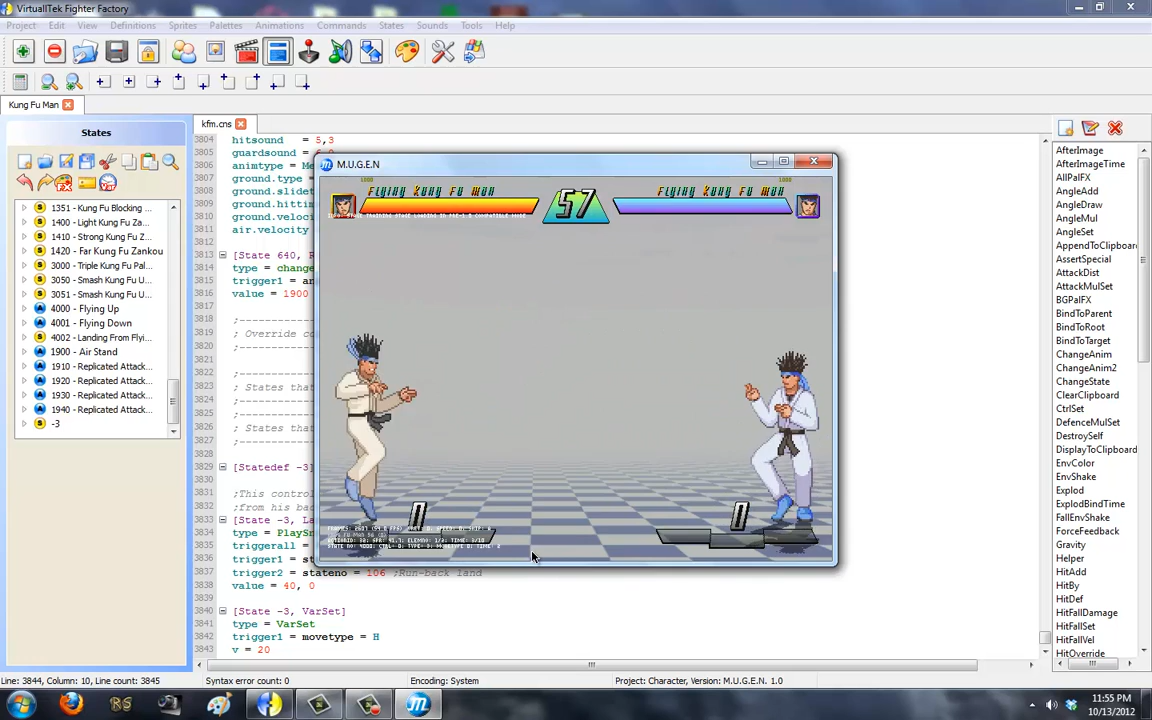 VirtuallTek Fighter Factory
Project Edit View Definition Sprites Palettes Animations Commands States Sounds Tools Help
Kung Fu Man
States
1351 - Kung Fu Blocking ...
1400 - Light Kung Fu Za...
1410 - Strong Kung Fu Z...
1420 - Far Kung Fu Zankou
3000 - Triple Kung Fu Pal...
3050 - Smash Kung Fu U...
3051 - Smash Kung Fu U...
4000 - Flying Up
4001 - Flying Down
4002 - Landing From Flyi...
1900 - Air Stand
1910 - Replicated Attack...
1920 - Replicated Attack...
1930 - Replicated Attack...
1940 - Replicated Attack...
-3
kfm.cns
3804 hitsound = 5,3
3805 guardsound
3806 animtype = Me
3807 ground.type
3808 ground.slidet
3809 ground.hittim
3810 ground.veloci
3811 air.velocity
3813 [State 640,
3814 type = change
3815 trigger1 = an
3816 value = 1900
3817
3818 ;
3819 ; Override co
3820 ;
3821
3822 ;
3823 ; States that
3824 ;
3825 ; States that
3826
3827 ;
3829 [Statedef -3]
3831 ;This control
3832 ;from his bac
3833 [State -3, La
3834 type = PlaySn
3835 triggerall =
3836 trigger1 = st
3837 trigger2 = stateno = 106 ;Run-back land
3838 value = 40, 0
3840 [State -3, VarSet]
3841 type = VarSet
3842 trigger1 = movetype = H
3843 v = 20
M.U.G.E.N
1000
1000
Flying Kung Fu Man
57
Flying Kung Fu Man
0
0
AfterImage
AfterImageTime
AllPalFX
AngleAdd
AngleDraw
AngleMul
AngleSet
AppendToClipboar
AssertSpecial
AttackDist
AttackMulSet
BGPalFX
BindToParent
BindToRoot
BindToTarget
ChangeAnim
ChangeAnim2
ChangeState
ClearClipboard
CtrlSet
DefenceMulSet
DestroySelf
DisplayToClipboard
EnvColor
EnvShake
Explod
ExplodBindTime
FallEnvShake
ForceFeedback
Gravity
Helper
HitAdd
HitBy
HitDef
HitFallDamage
HitFallSet
HitFallVel
HitOverride
Line: 3844, Column: 10, Line count: 3845
Syntax error count: 0
Encoding: System
Project: Character, Version: M.U.G.E.N. 1.0
RS
11:55 PM
10/13/2012